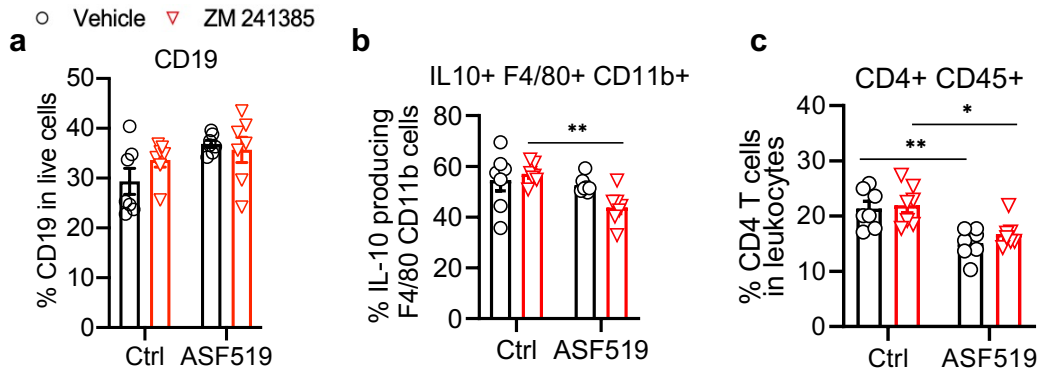 Vehicle ZM 241385
a
CD19
% CD19 in live cells
50
40
30
20
10
0
Ctrl ASF519
b
IL10+ F4/80+ CD11b+
% IL-10 producing
F4/80 CD11b cells
80
60
40
20
0
**
Ctrl ASF519
c
CD4+ CD45+
% CD4 T cells
in leukocytes
40
30
20
10
0
*
**
Ctrl ASF519